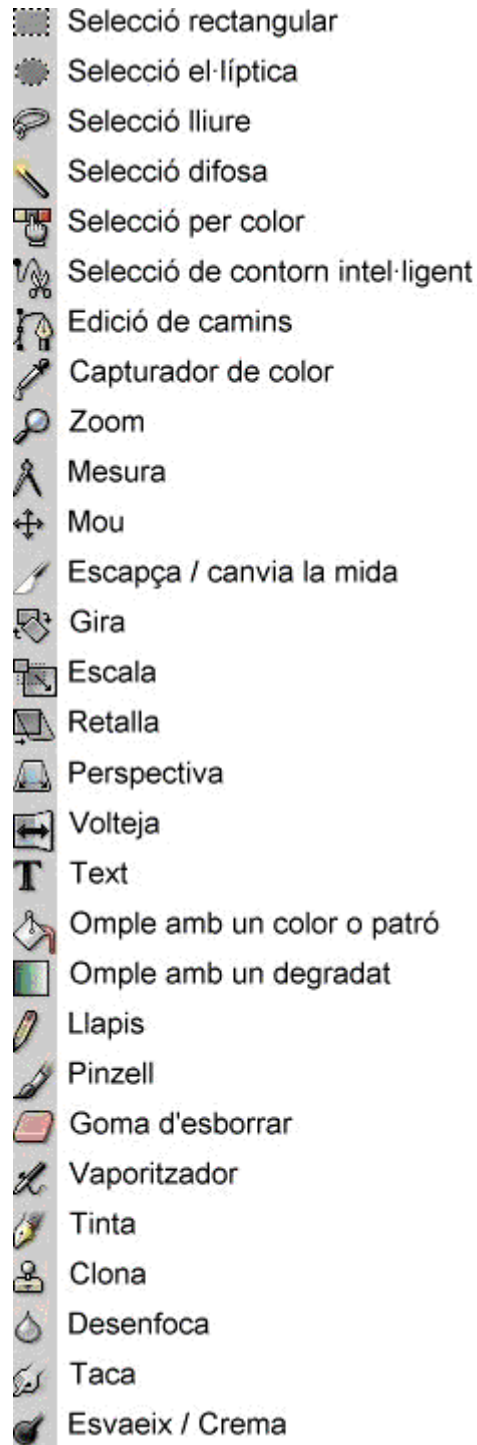 Selecció rectangular
Selecció el·líptica
Selecció lliure
Selecció difosa
Selecció per color
Selecció de contorn intel·ligent
Edició de camins
Capturador de color
Zoom
Mesura
Mou
Escapça / canvia la mida
Gira
Escala
Retalla
Perspectiva
Volteja
Text
Omple amb un color o patró
Omple amb un degradat
Llapis
Pinzell
Goma d'esborrar
Vaporitzador
Tinta
Clona
Desenfoca
Taca
Esvaeix / Crema